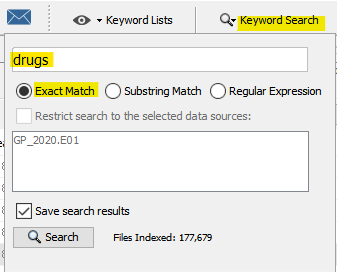 Keyword Lists Keyword Search
drugs
Exact Match Substring Match Regular Expression
Restrict search to the selected data sources:
GP_2020.E01
Save search results
Search Files Indexed: 177,679